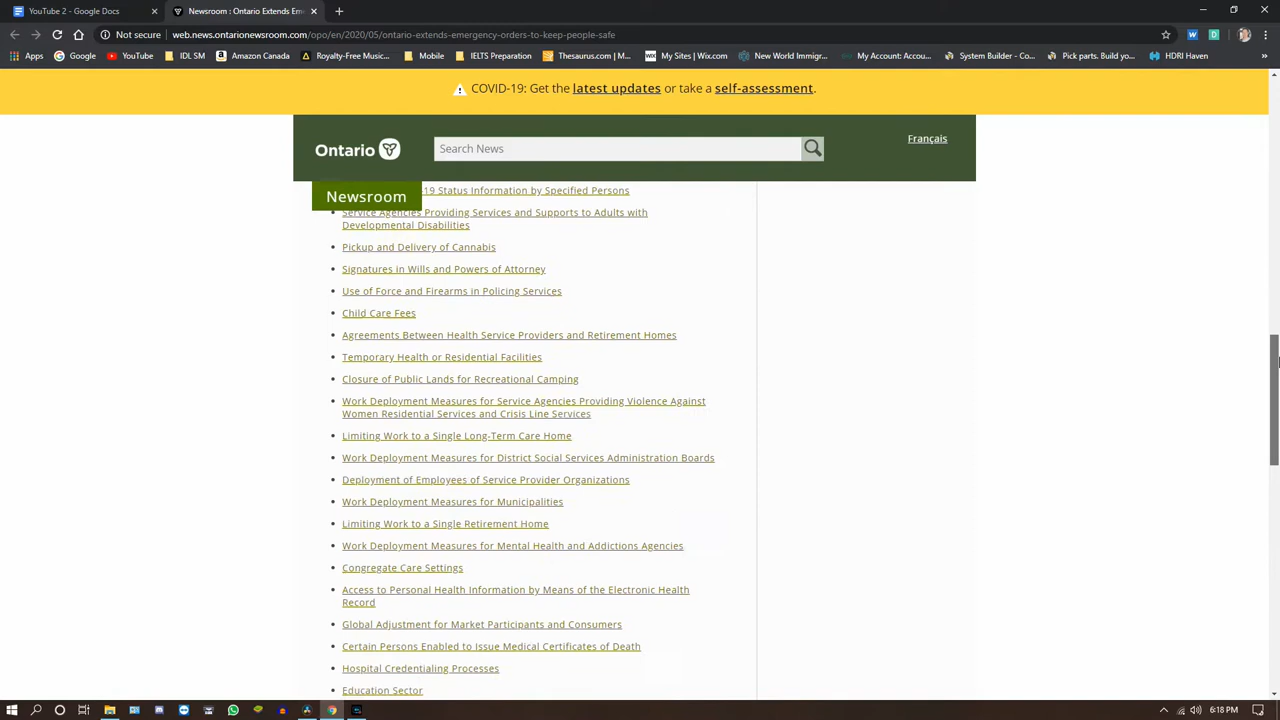 YouTube 2 - Google Docs
Newsroom : Ontario Extends Em
Not secure
web.news.ontarionewsroom.com/opo/en/2020/05/ontario-extends-emergency-orders-to-keep-people-safe
Apps
Google
IDL SM
Amazon Canada
Royalty-Free Music...
Mobile
IELTS Preparation
Thesaurus.com | M...
My Sites | Wix.com
New World Immigr...
My Account: Accou...
System Builder - Co...
Pick parts. Build yo...
HDRI Haven
COVID-19: Get the latest updates or take a self-assessment.
Ontario
Search News
Français
Newsroom
-19 Status Information by Specified Persons
Service Agencies Providing Services and Supports to Adults with
Developmental Disabilities
Pickup and Delivery of Cannabis
Signatures in Wills and Powers of Attorney
Use of Force and Firearms in Policing Services
Child Care Fees
Agreements Between Health Service Providers and Retirement Homes
Temporary Health or Residential Facilities
Closure of Public Lands for Recreational Camping
Work Deployment Measures for Service Agencies Providing Violence Against
Women Residential Services and Crisis Line Services
Limiting Work to a Single Long-Term Care Home
Work Deployment Measures for District Social Services Administration Boards
Deployment of Employees of Service Provider Organizations
Work Deployment Measures for Municipalities
Limiting Work to a Single Retirement Home
Work Deployment Measures for Mental Health and Addictions Agencies
Congregate Care Settings
Access to Personal Health Information by Means of the Electronic Health
Record
Global Adjustment for Market Participants and Consumers
Certain Persons Enabled to Issue Medical Certificates of Death
Hospital Credentialing Processes
Education Sector
6:18 PM